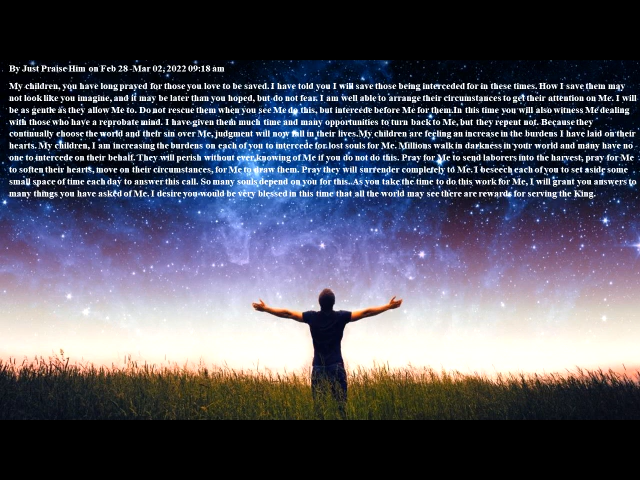 By Just Praise Him on Feb 28 -Mar 02, 2022 09:18 am
My children, you have long prayed for those you love to be saved. I have told you I will save those being interceded for in these times. How I save them may
not look like you imagine, and it may be later than you hoped, but do not fear. I am well able to arrange their circumstances to get their attention on Me. I will
be as gentle as they allow Me to. Do not rescue them when you see Me do this, but intercede before Me for them.In this time you will also witness Me dealing
with those who have a reprobate mind. I have given them much time and many opportunities to turn back to Me, but they repent not. Because they
continually choose the world and their sin over Me, judgment will now fall in their lives.My children are feeling an increase in the burdens I have laid on their
hearts. My children, I am increasing the burdens on each of you to intercede for lost souls for Me. Millions walk in darkness in your world and many have no
one to intercede on their behalf. They will perish without ever knowing of Me if you do not do this. Pray for Me to send laborers into the harvest, pray for Me
to soften their hearts, move on their circumstances, for Me to draw them. Pray they will surrender completely to Me.I beseech each of you to set aside some
small space of time each day to answer this call. So many souls depend on you for this..As you take the time to do this work for Me, I will grant you answers to
many things you have asked of Me. I desire you would be very blessed in this time that all the world may see there are rewards for serving the King.